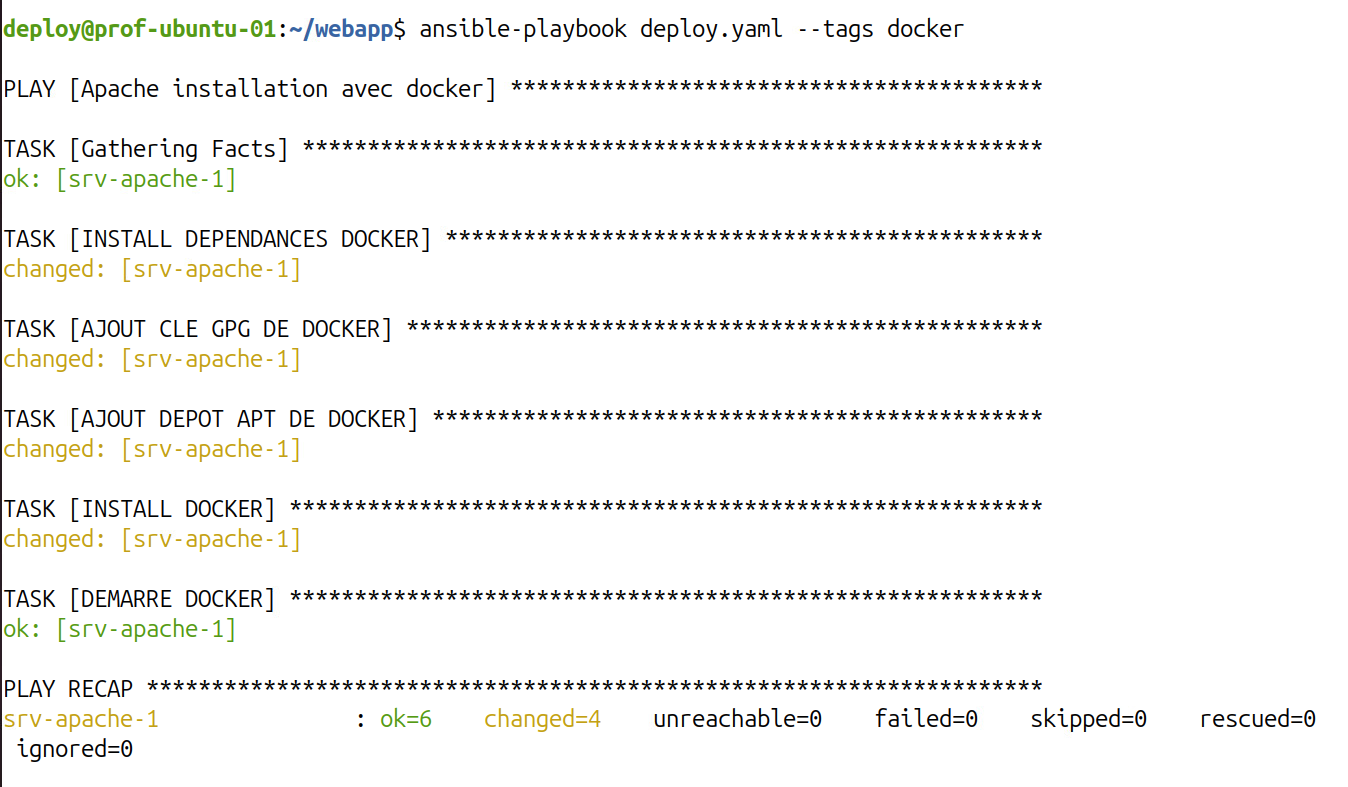 deploy@prof-ubuntu-01:~/webapp$ ansible-playbook deploy.yaml --tags docker
PLAY [Apache installation avec docker] *****************************************
TASK [Gathering Facts] *********************************************************
ok: [srv-apache-1]
TASK [INSTALL DEPENDANCES DOCKER] **********************************************
changed: [srv-apache-1]
TASK [AJOUT CLE GPG DE DOCKER] *************************************************
changed: [srv-apache-1]
TASK [AJOUT DEPOT APT DE DOCKER] ***********************************************
changed: [srv-apache-1]
TASK [INSTALL DOCKER] **********************************************************
changed: [srv-apache-1]
TASK [DEMARRE DOCKER] **********************************************************
ok: [srv-apache-1]
PLAY RECAP *********************************************************************
srv-apache-1               : ok=6    changed=4    unreachable=0    failed=0    skipped=0    rescued=0
 ignored=0